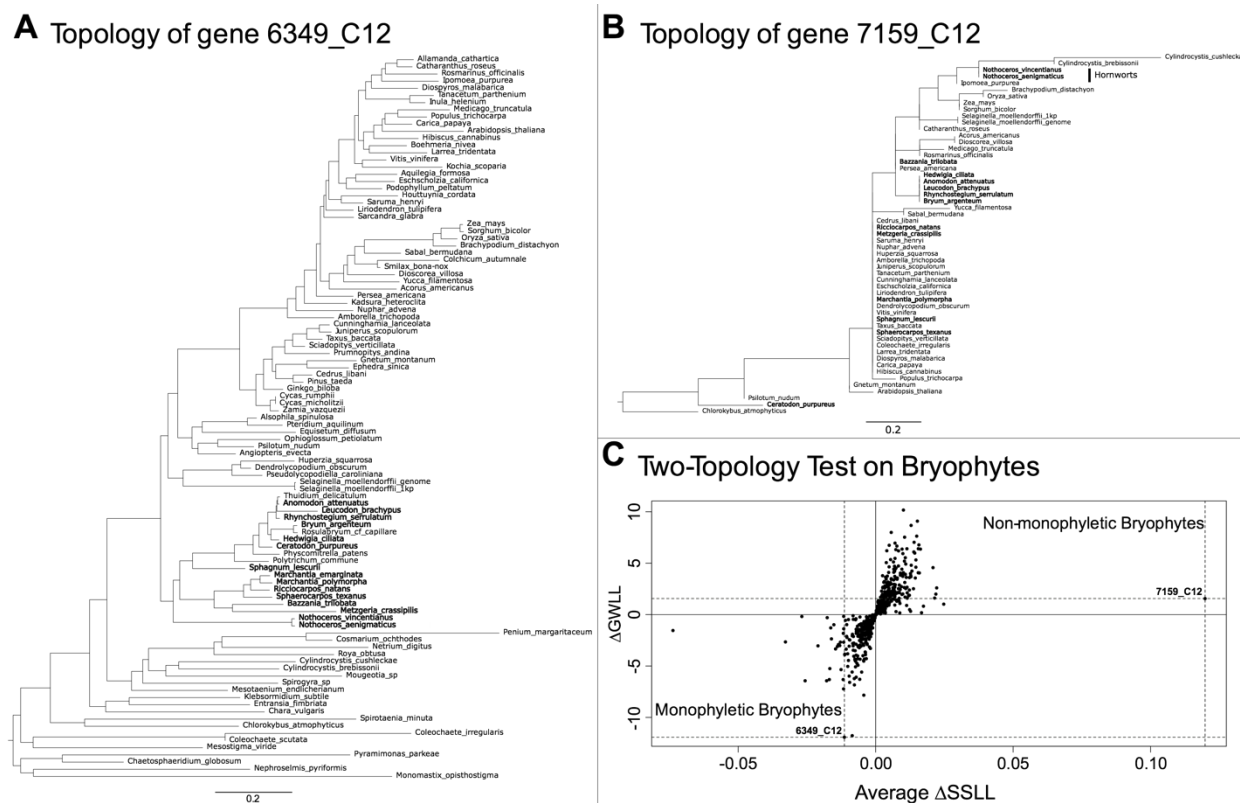 A Topology of gene 6349_C12
Allamanda_cathartica
Catharanthus_roseus
Rosmarinus_officinalis
Ipomoea_purpurea
Diospyros_malabarica
Tanacetum_parthenium
Inula_helenium
Medicago_truncatula
Populus_trichocarpa
Carica_papaya
Arabidopsis_thaliana
Hibiscus_cannabinus
Boehmeria_nivea
Larrea_tridentata
Vitis_vinifera
Kochia_scoparia
Aquilegia_formosa
Eschscholzia_californica
Podophyllum_peltatum
Houttuynia_cordata
Saruma_henryi
Liriodendron_tulipifera
Sarcandra_glabra
Zea_mays
Sorghum_bicolor
Oryza_sativa
Brachypodium_distachyon
Sabal_bermudana
Colchicum_autumnale
Smilax_bona-nox
Dioscorea_villosa
Yucca_filamentosa
Acorus_americanus
Persea_americana
Kadsura_heteroclita
Nuphar_advena
Amborella_trichopoda
Cunninghamia_lanceolata
Juniperus_scopulorum
Taxus_baccata
Sciadopitys_verticillata
Prumnopitys_andina
Gnetum_montanum
Ephedra_sinica
Cedrus_libani
Pinus_taeda
Ginkgo_biloba
Cycas_rumphii
Cycas_micholitzii
Zamia_vazquezii
Alsophila_spinulosa
Pteridium_aquilinum
Equisetum_diffusum
Ophioglossum_petiolatum
Psilotum_nudum
Angiopteris_evecta
Huperzia_squarrosa
Dendrolycopodium_obscurum
Pseudolycopodiella_caroliniana
Selaginella_moellendorffii_genome
Selaginella_moellendorffii_1kp
Thuidium_delicatulum
Anomodon_attenuatus
Leucodon_brachypus
Rhynchostegium_serrulatum
Bryum_argenteum
Rosulabryum_cf_capillare
Hedwigia_ciliata
Ceratodon_purpureus
Physcomitrella_patens
Polytrichum_commune
Sphagnum_lescurii
Marchantia_emarginata
Marchantia_polymorpha
Ricciocarpos_natans
Sphaerocarpos_texanus
Bazzania_trilobata
Metzgeria_crassipilis
Nothoceros_vincentianus
Nothoceros_aenigmaticus
Penium_margaritaceum
Cosmarium_ochthodes
Netrium_digitus
Roya_obtusa
Cylindrocystis_cushleckae
Cylindrocystis_brebissonii
Mougeotia_sp
Spirogyra_sp
Mesotaenium_endlicherianum
Klebsormidium_subtile
Entransia_fimbriata
Chara_vulgaris
Spirotaenia_minuta
Chlorokybus_atmophyticus
Coleochaete_irregularis
Coleochaete_scutata
Mesostigma_viride
Pyramimonas_parkeae
Chaetosphaeridium_globosum
Nephroselmis_pyriformis
Monomastix_opisthostigma
0.2
B Topology of gene 7159_C12
Cylindrocystis_cushlecka
Cylindrocystis_brebissonii
Nothoceros_vincentianus
Nothoceros_aenigmaticus
Hornworts
Ipomoea_purpurea
Brachypodium_distachyon
Oryza_sativa
Zea_mays
Sorghum_bicolor
Selaginella_moellendorffii_1kp
Selaginella_moellendorffii_genome
Catharanthus_roseus
Acorus_americanus
Dioscorea_villosa
Medicago_truncatula
Rosmarinus_officinalis
Bazzania_trilobata
Persea_americana
Hedwigia_ciliata
Anomodon_attenuatus
Leucodon_brachypus
Rhynchostegium_serrulatum
Bryum_argenteum
Yucca_filamentosa
Sabal_bermudana
Cedrus_libani
Ricciocarpos_natans
Metzgeria_crassipilis
Saruma_henryi
Nuphar_advena
Huperzia_squarrosa
Amborella_trichopoda
Juniperus_scopulorum
Tanacetum_parthenium
Cunninghamia_lanceolata
Eschscholzia_californica
Liriodendron_tulipifera
Marchantia_polymorpha
Dendrolycopodium_obscurum
Vitis_vinifera
Sphagnum_lescurii
Taxus_baccata
Sphaerocarpos_texanus
Sciadopitys_verticillata
Coleochaete_irregularis
Larrea_tridentata
Diospyros_malabarica
Carica_papaya
Hibiscus_cannabinus
Populus_trichocarpa
Gnetum_montanum
Arabidopsis_thaliana
Psilotum_nudum
Ceratodon_purpureus
Chlorokybus_atmophyticus
0.2
C Two-Topology Test on Bryophytes
10
5
0
-5
-10
ΔGWLL
Non-monophyletic Bryophytes
7159_C12
Monophyletic Bryophytes
6349_C12
-0.05 0.00 0.05 0.10
Average ΔSSLL